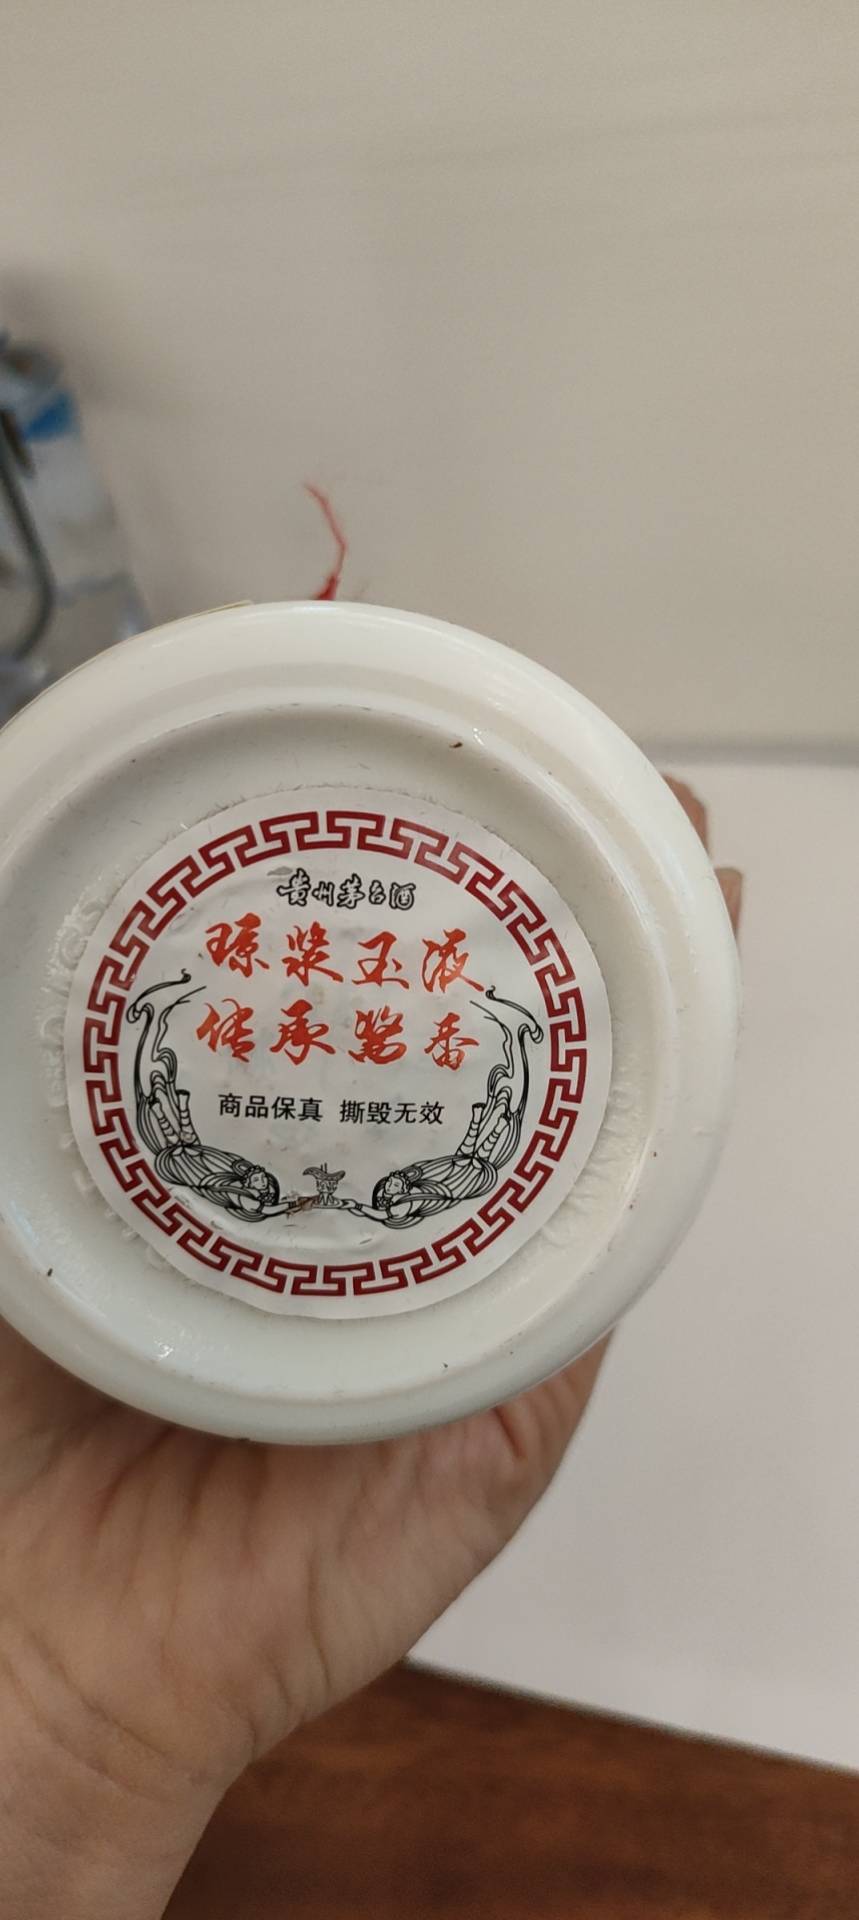 贵州茅台酒
琼浆玉液
传承酱香
商品保真 撕毁无效